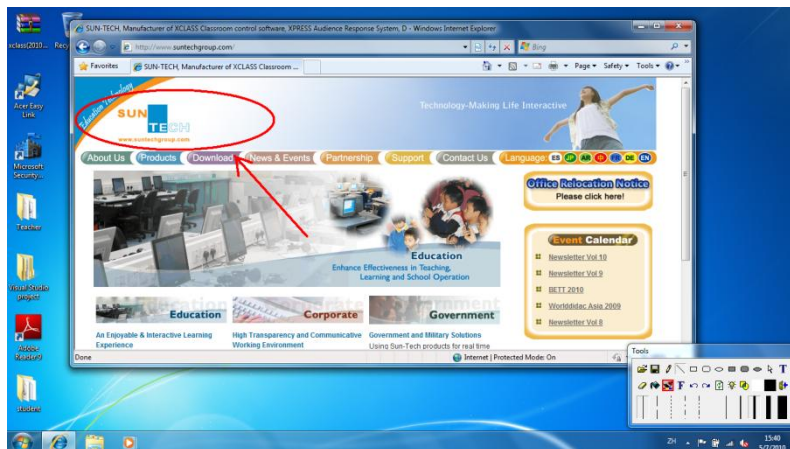 SUN-TECH, Manufacturer of XCLASS Classroom control software, XPRESS Audience Response System, D - Windows Internet Explorer
http://www.suntechgroup.com/
Bing
Favorites
SUN-TECH, Manufacturer of XCLASS Classroom ...
Page Safety Tools
xclass(2010...
Recy
Acer Easy
Link
Microsoft
Security...
Teacher
Visual Studio
project
Adobe
Reader 9
student
Education Technology
SUN
TECH
www.suntechgroup.com
Technology-Making Life Interactive
About Us Products Download News & Events Partnership Support Contact Us Language: ES JP AR FR DE EN
Office Relocation Notice
Please click here!
Education
Enhance Effectiveness in Teaching,
Learning and School Operation
Event Calendar
Newsletter Vol 10
Newsletter Vol 9
BETT 2010
Worlddidac Asia 2009
Newsletter Vol 8
Education
Corporate
Government
An Enjoyable & Interactive Learning
Experience
High Transparency and Communicative
Working Environment
Government and Military Solutions
Using Sun-Tech products for real time
Done
Internet | Protected Mode: On
Tools
T
F
ZH
15:40
5/7/2010